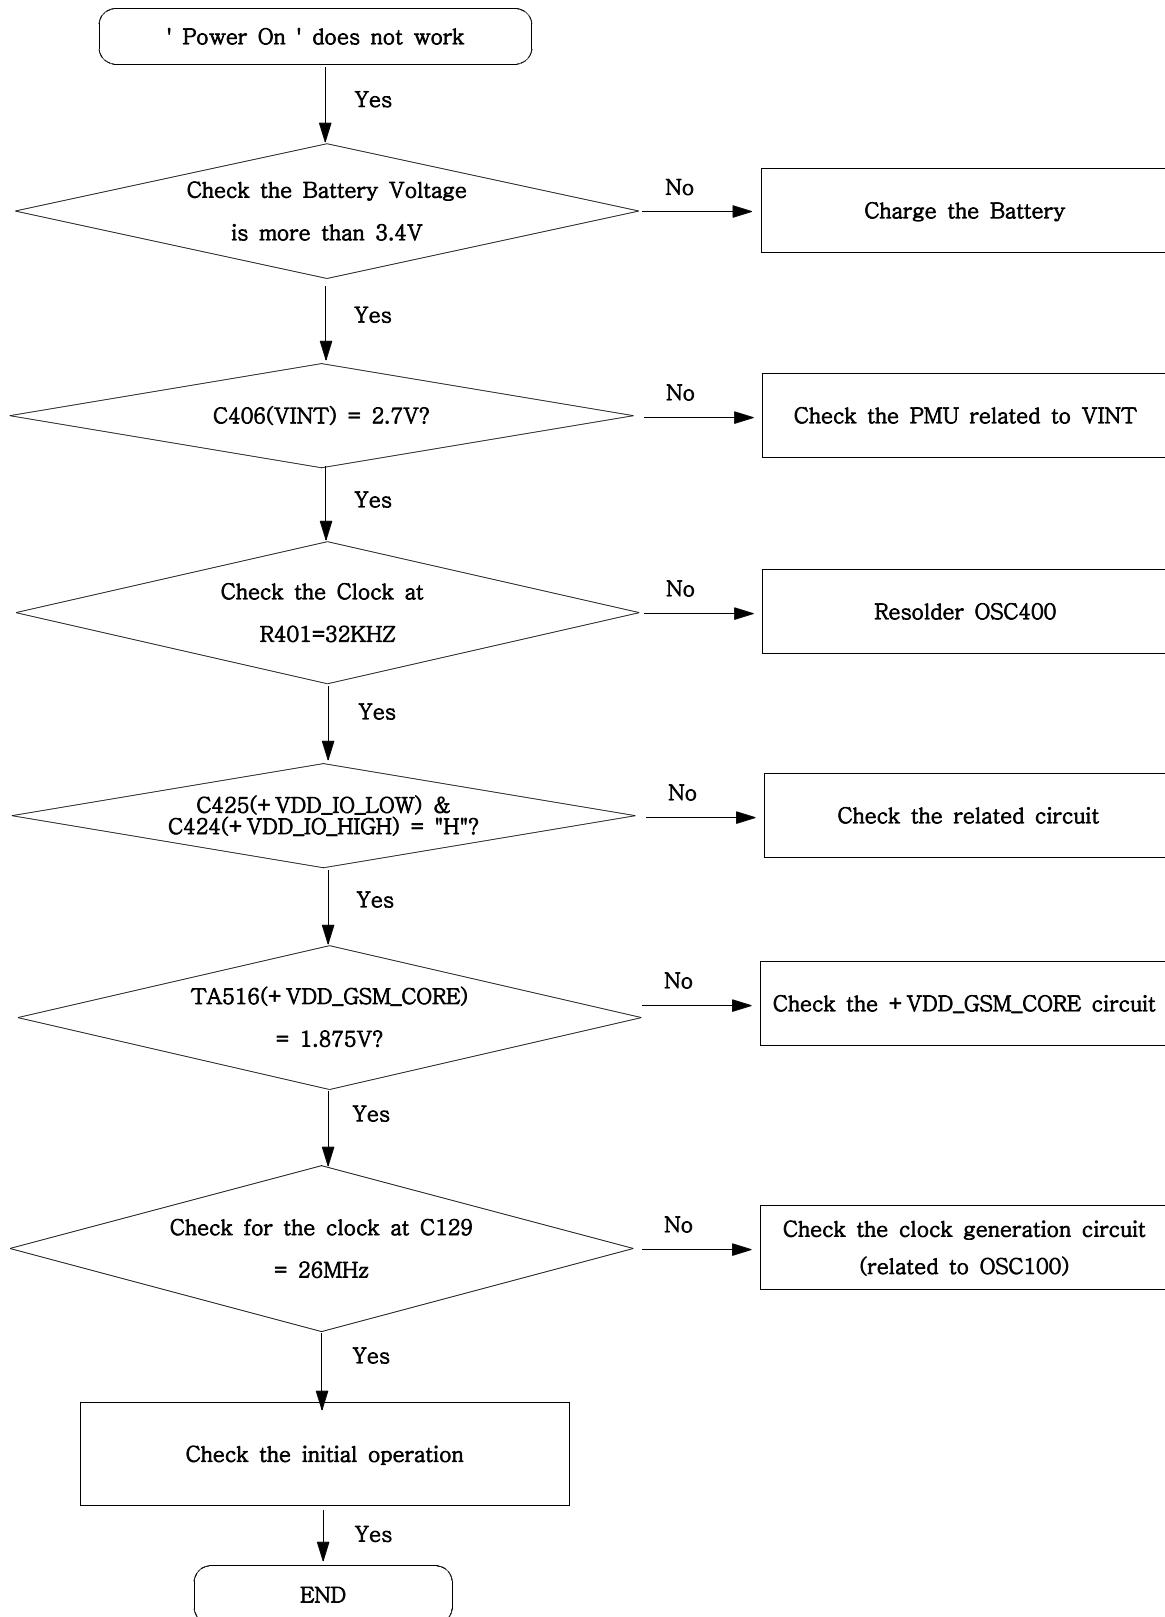 ' Power On ' does not work
Yes
Check the Battery Voltage
is more than 3.4V
No
Charge the Battery
Yes
C406(VINT) = 2.7V?
No
Check the PMU related to VINT
Yes
Check the Clock at
R401=32KHZ
No
Resolder OSC400
Yes
C425(+VDD_IO_LOW) &
C424(+VDD_IO_HIGH) = "H"?
No
Check the related circuit
Yes
TA516(+VDD_GSM_CORE)
= 1.875V?
No
Check the +VDD_GSM_CORE circuit
Yes
Check for the clock at C129
= 26MHz
No
Check the clock generation circuit
(related to OSC100)
Yes
Check the initial operation
Yes
END